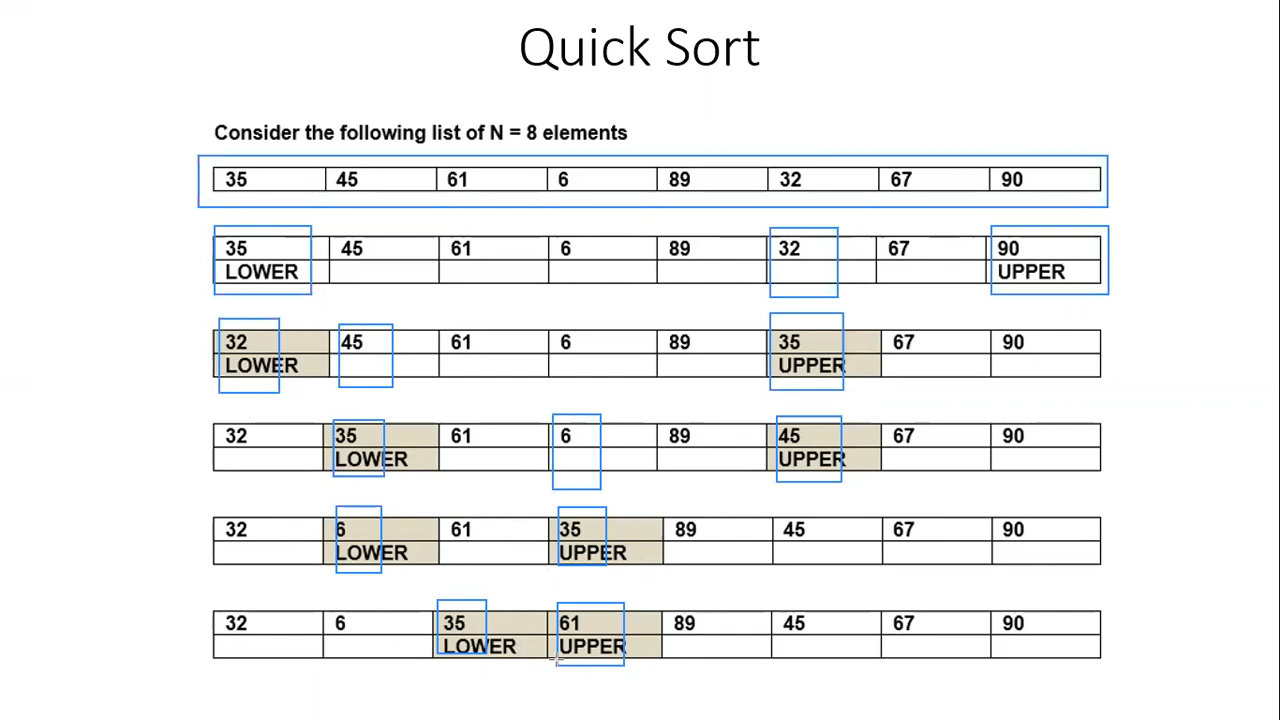 Quick Sort
Consider the following list of N = 8 elements
35 45 61 6 89 32 67 90
35 45 61 6 89 32 67 90
LOWER UPPER
32 45 61 6 89 35 67 90
LOWER UPPER
32 35 61 6 89 45 67 90
LOWER UPPER
32 6 61 35 89 45 67 90
LOWER UPPER
32 6 35 61 89 45 67 90
LOWER UPPER